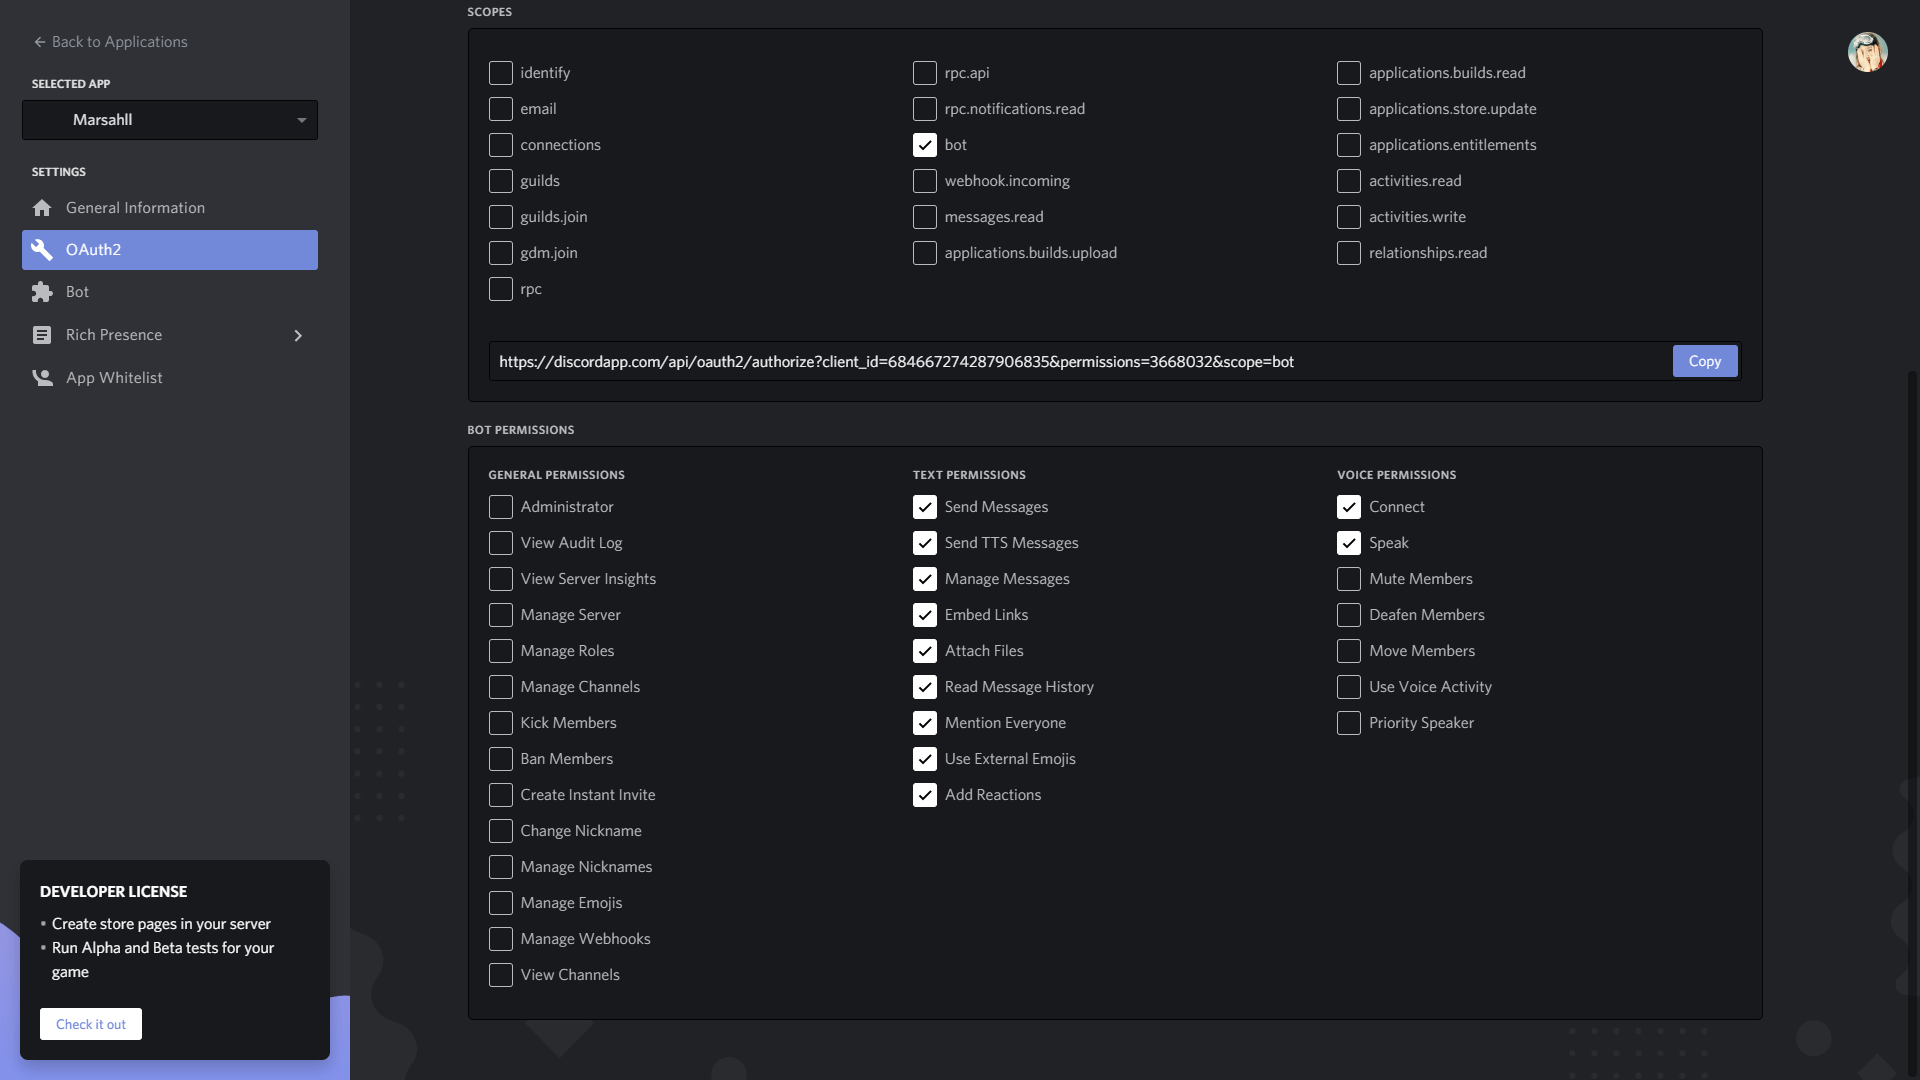 ← Back to Applications
SELECTED APP
Marsahll
SETTINGS
General Information
OAuth2
Bot
Rich Presence
App Whitelist
DEVELOPER LICENSE
• Create store pages in your server
• Run Alpha and Beta tests for your
game
Check it out
SCOPES
identify
email
connections
guilds
guilds.join
gdm.join
rpc
rpc.api
rpc.notifications.read
bot
webhook.incoming
messages.read
applications.builds.upload
applications.builds.read
applications.store.update
applications.entitlements
activities.read
activities.write
relationships.read
https://discordapp.com/api/oauth2/authorize?client_id=684667274287906835&permissions=3668032&scope=bot
Copy
BOT PERMISSIONS
GENERAL PERMISSIONS
Administrator
View Audit Log
View Server Insights
Manage Server
Manage Roles
Manage Channels
Kick Members
Ban Members
Create Instant Invite
Change Nickname
Manage Nicknames
Manage Emojis
Manage Webhooks
View Channels
TEXT PERMISSIONS
Send Messages
Send TTS Messages
Manage Messages
Embed Links
Attach Files
Read Message History
Mention Everyone
Use External Emojis
Add Reactions
VOICE PERMISSIONS
Connect
Speak
Mute Members
Deafen Members
Move Members
Use Voice Activity
Priority Speaker